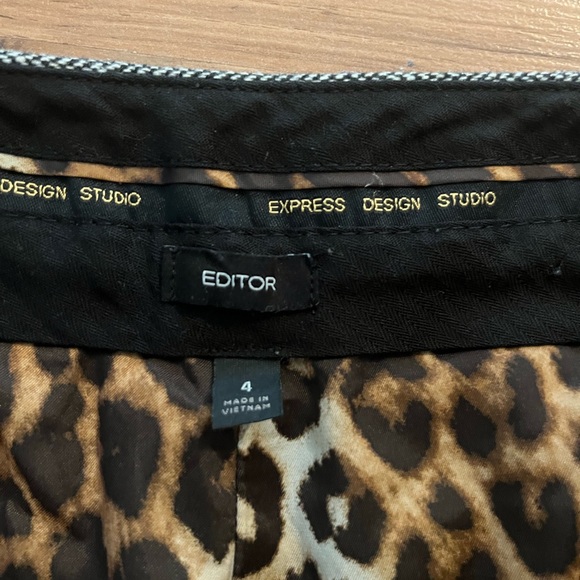 DESIGN STUDIO EXPRESS DESIGN STUDIO
EDITOR
4
MADE IN
VIETNAM